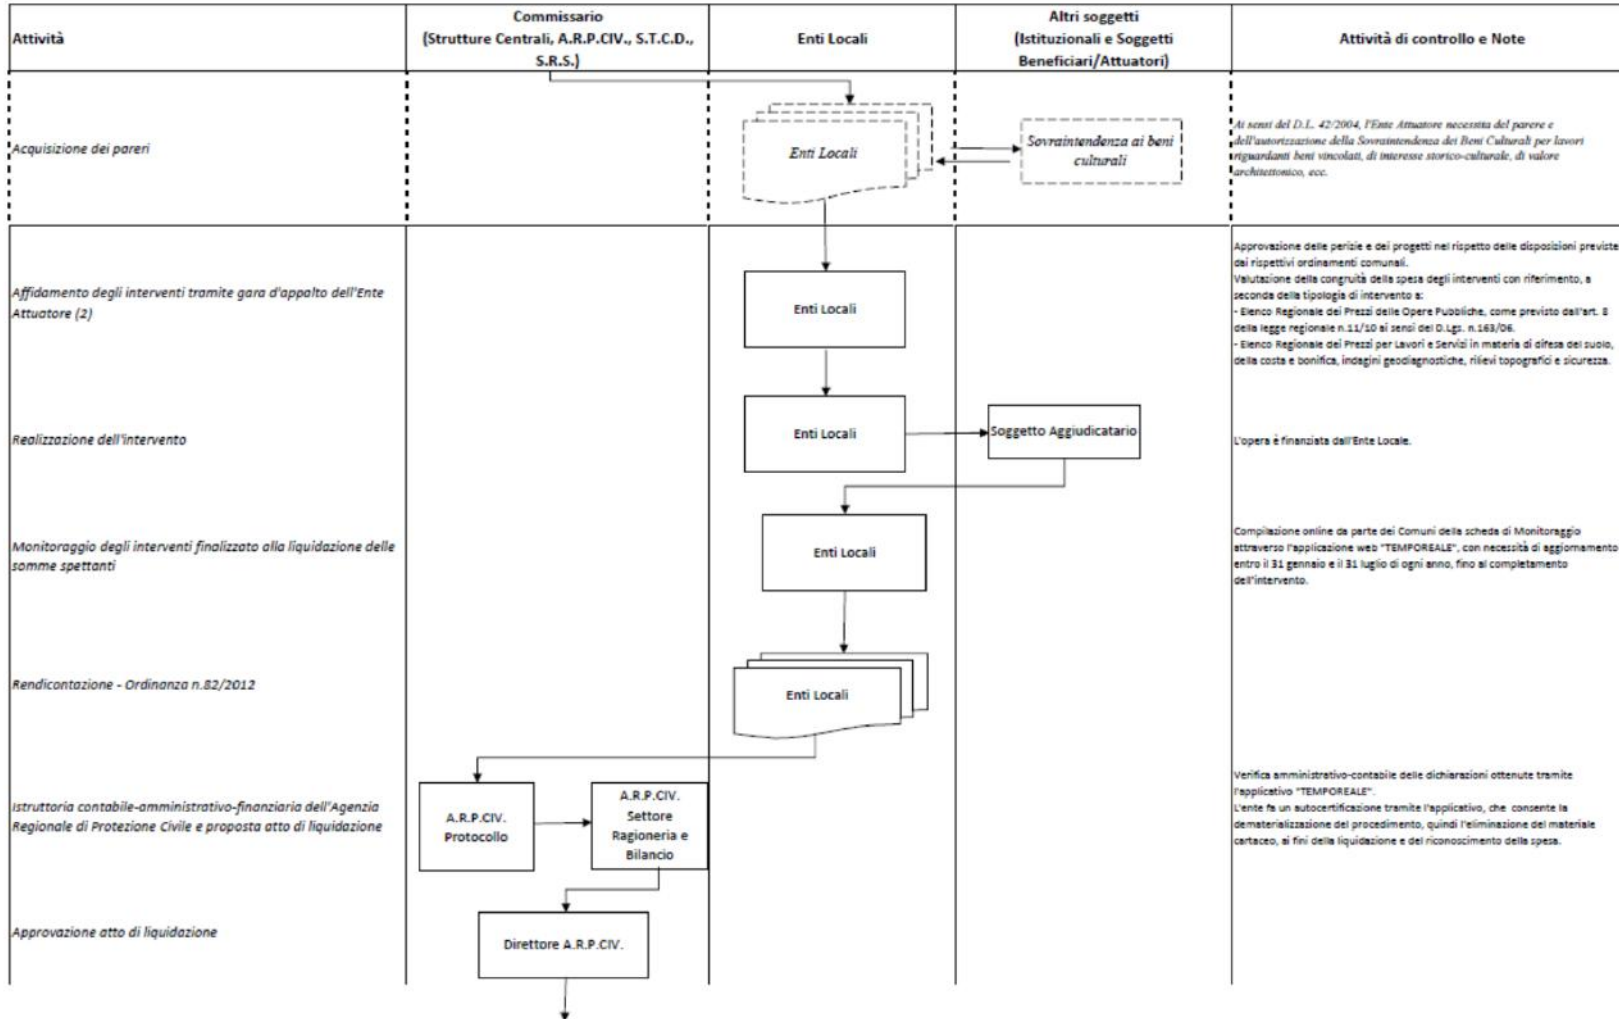 Attività
Commissario
(Strutture Centrali, A.R.P.CIV., S.T.C.D.,
S.R.S.)
Enti Locali
Altri soggetti
(Istituzionali e Soggetti
Beneficiari/Attuatori)
Attività di controllo e Note
Acquisizione dei pareri
Enti Locali
Sovraintendenza ai beni
culturali
Ai sensi del D.L. 42/2004, l'Ente Attuatore necessita del parere e
dell'autorizzazione della Sovraintendenza dei Beni Culturali per lavori
riguardanti beni vincolati, di interesse storico-culturale, di valore
architettonico, ecc.
Affidamento degli interventi tramite gara d'appalto dell'Ente
Attuatore (2)
Enti Locali
Approvazione delle perizie e dei progetti nel rispetto delle disposizioni previste
dai rispettivi ordinamenti comunali.
Valutazione della congruità della spesa degli interventi con riferimento, a
seconda della tipologia di intervento a:
- Elenco Regionale dei Prezzi delle Opere Pubbliche, come previsto dall'art. 8
della legge regionale n.11/10 ai sensi del D.Lgs. n.163/06.
- Elenco Regionale dei Prezzi per Lavori e Servizi in materia di difesa del suolo,
della costa e bonifica, indagini geodiagnostiche, rilievi topografici e sicurezza.
Realizzazione dell'intervento
Enti Locali
Soggetto Aggiudicatario
L'opera è finanziata dall'Ente Locale.
Monitoraggio degli interventi finalizzato alla liquidazione delle
somme spettanti
Enti Locali
Compilazione online da parte dei Comuni della scheda di Monitoraggio
attraverso l'applicazione web "TEMPOREALE", con necessità di aggiornamento
entro il 31 gennaio e il 31 luglio di ogni anno, fino al completamento
dell'intervento.
Rendicontazione - Ordinanza n.82/2012
Enti Locali
Istruttoria contabile-amministrativo-finanziaria dell'Agenzia
Regionale di Protezione Civile e proposta atto di liquidazione
A.R.P.CIV.
Protocollo
A.R.P.CIV.
Settore
Ragioneria e
Bilancio
Verifica amministrativo-contabile delle dichiarazioni ottenute tramite
l'applicativo "TEMPOREALE".
L'ente fa un autocertificazione tramite l'applicativo, che consente la
dematerializzazione del procedimento, quindi l'eliminazione del materiale
cartaceo, ai fini della liquidazione e del riconoscimento della spesa.
Approvazione atto di liquidazione
Direttore A.R.P.CIV.